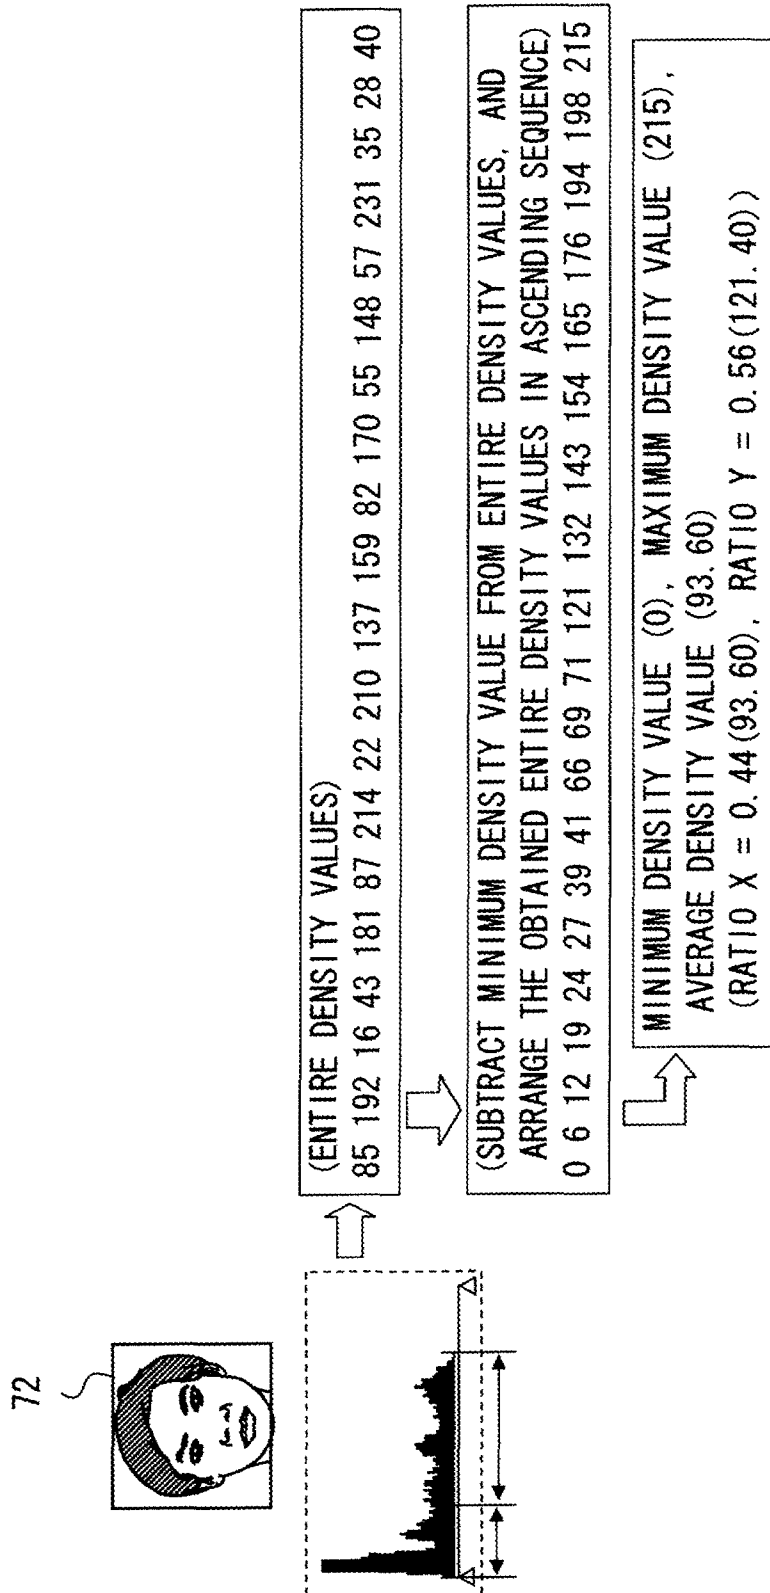 72
(ENTIRE DENSITY VALUES)
85 192 16 43 181 87 214 22 210 137 159 82 170 55 148 57 231 35 28 40
(SUBTRACT MINIMUM DENSITY VALUE FROM ENTIRE DENSITY VALUES, AND
ARRANGE THE OBTAINED ENTIRE DENSITY VALUES IN ASCENDING SEQUENCE)
0 6 12 19 24 27 39 41 66 69 71 121 132 143 154 165 176 194 198 215
MINIMUM DENSITY VALUE (0), MAXIMUM DENSITY VALUE (215),
AVERAGE DENSITY VALUE (93.60)
(RATIO X = 0.44(93.60), RATIO Y = 0.56(121.40))